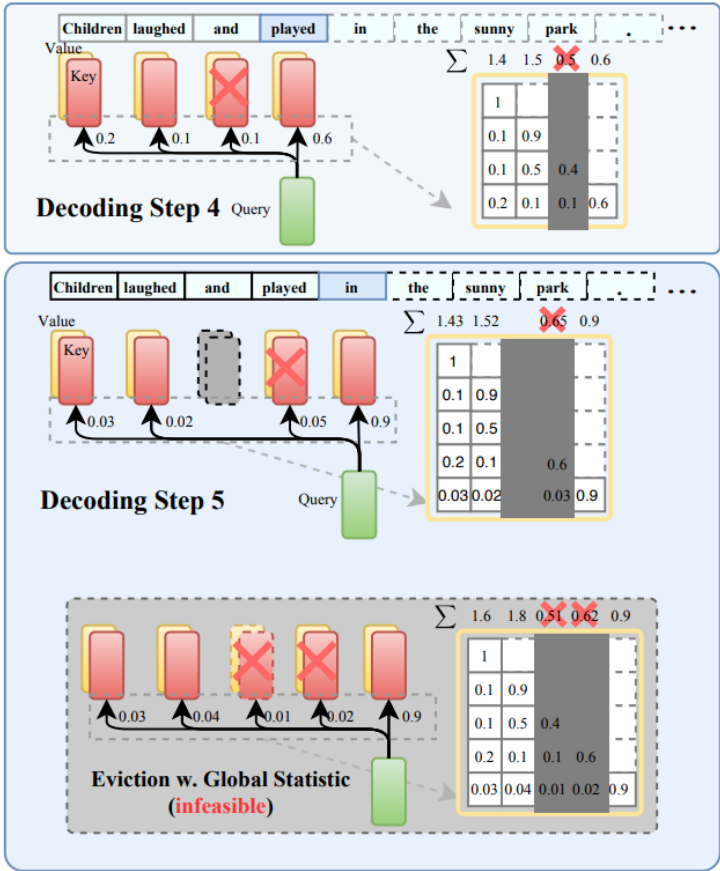 Children laughed and played in the sunny park . ...
Value
Key
∑ 1.4 1.5 0.5 0.6
1
0.1 0.9
0.1 0.5 0.4
0.2 0.1 0.1 0.6
0.2 0.1 0.1 0.6
Decoding Step 4
Query
Children laughed and played in the sunny park . ...
Value
Key
∑ 1.43 1.52 0.65 0.9
1
0.1 0.9
0.1 0.5
0.2 0.1 0.6
0.03 0.02 0.03 0.9
0.03 0.02 0.05 0.9
Decoding Step 5
Query
∑ 1.6 1.8 0.51 0.62 0.9
1
0.1 0.9
0.1 0.5 0.4
0.2 0.1 0.1 0.6
0.03 0.04 0.01 0.02 0.9
0.03 0.04 0.01 0.02 0.9
Eviction w. Global Statistic
(infeasible)